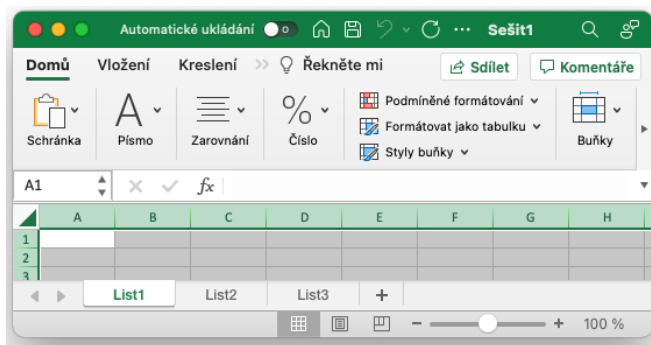 Automatické ukládání Sešit1
Domů Vložení Kreslení >> Řekněte mi Sdílet Komentáře
Schránka Písmo Zarovnání % Číslo Podmíněné formátování
Formátovat jako tabulku
Styly buňky Buňky
A1 fx
A B C D E F G H
1
2
3
List1 List2 List3 +
− + 100 %